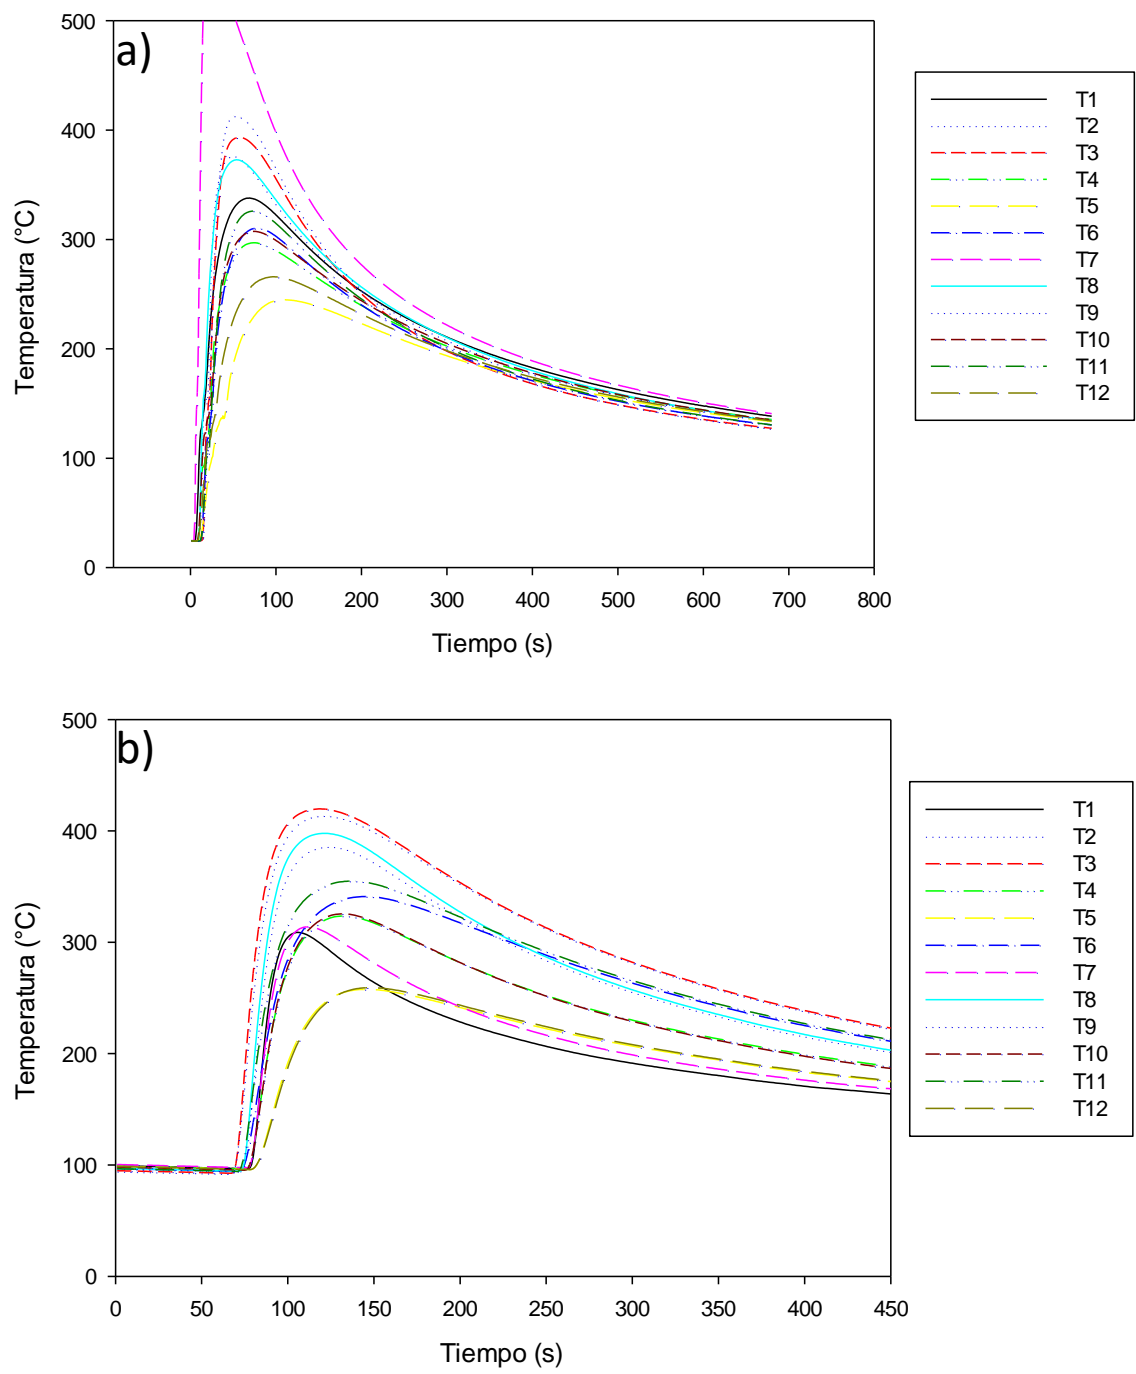 a)
500
400
300
200
100
0
Temperatura (°C)
0 100 200 300 400 500 600 700 800
Tiempo (s)
T1
T2
T3
T4
T5
T6
T7
T8
T9
T10
T11
T12
b)
500
400
300
200
100
0
Temperatura (°C)
0 50 100 150 200 250 300 350 400 450
Tiempo (s)
T1
T2
T3
T4
T5
T6
T7
T8
T9
T10
T11
T12